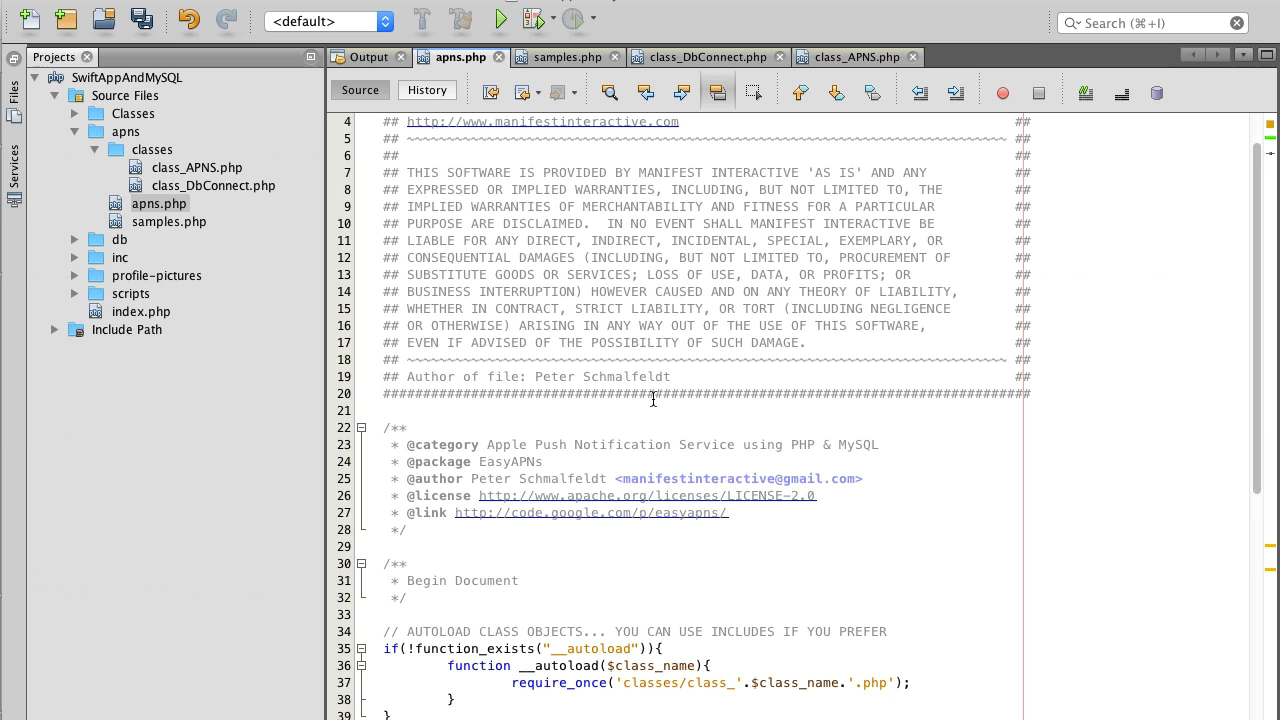 <default>
Search (⌘+I)
Files
Services
Projects
SwiftAppAndMySQL
Source Files
Classes
apns
classes
class_APNS.php
class_DbConnect.php
apns.php
samples.php
db
inc
profile-pictures
scripts
index.php
Include Path
Output
apns.php
samples.php
class_DbConnect.php
class_APNS.php
Source
History
4 ## http://www.manifestinteractive.com ##
5 ## ~~~~~~~~~~~~~~~~~~~~~~~~~~~~~~~~~~~~~~~~~~~~~~~~~~~~~~~~~~~~~~~~~~~~~~~~~~~ ##
6 ## ##
7 ## THIS SOFTWARE IS PROVIDED BY MANIFEST INTERACTIVE 'AS IS' AND ANY ##
8 ## EXPRESSED OR IMPLIED WARRANTIES, INCLUDING, BUT NOT LIMITED TO, THE ##
9 ## IMPLIED WARRANTIES OF MERCHANTABILITY AND FITNESS FOR A PARTICULAR ##
10 ## PURPOSE ARE DISCLAIMED.  IN NO EVENT SHALL MANIFEST INTERACTIVE BE ##
11 ## LIABLE FOR ANY DIRECT, INDIRECT, INCIDENTAL, SPECIAL, EXEMPLARY, OR ##
12 ## CONSEQUENTIAL DAMAGES (INCLUDING, BUT NOT LIMITED TO, PROCUREMENT OF ##
13 ## SUBSTITUTE GOODS OR SERVICES; LOSS OF USE, DATA, OR PROFITS; OR ##
14 ## BUSINESS INTERRUPTION) HOWEVER CAUSED AND ON ANY THEORY OF LIABILITY, ##
15 ## WHETHER IN CONTRACT, STRICT LIABILITY, OR TORT (INCLUDING NEGLIGENCE ##
16 ## OR OTHERWISE) ARISING IN ANY WAY OUT OF THE USE OF THIS SOFTWARE, ##
17 ## EVEN IF ADVISED OF THE POSSIBILITY OF SUCH DAMAGE. ##
18 ## ~~~~~~~~~~~~~~~~~~~~~~~~~~~~~~~~~~~~~~~~~~~~~~~~~~~~~~~~~~~~~~~~~~~~~~~~~~~ ##
19 ## Author of file: Peter Schmalfeldt ##
20 #################################################################################
21
22 /**
23 * @category Apple Push Notification Service using PHP & MySQL
24 * @package EasyAPNs
25 * @author Peter Schmalfeldt <manifestinteractive@gmail.com>
26 * @license http://www.apache.org/licenses/LICENSE-2.0
27 * @link http://code.google.com/p/easyapns/
28 */
29
30 /**
31 * Begin Document
32 */
33
34 // AUTOLOAD CLASS OBJECTS... YOU CAN USE INCLUDES IF YOU PREFER
35 if(!function_exists("__autoload")){
36 function __autoload($class_name){
37 require_once('classes/class_'.$class_name.'.php');
38 }
39 }